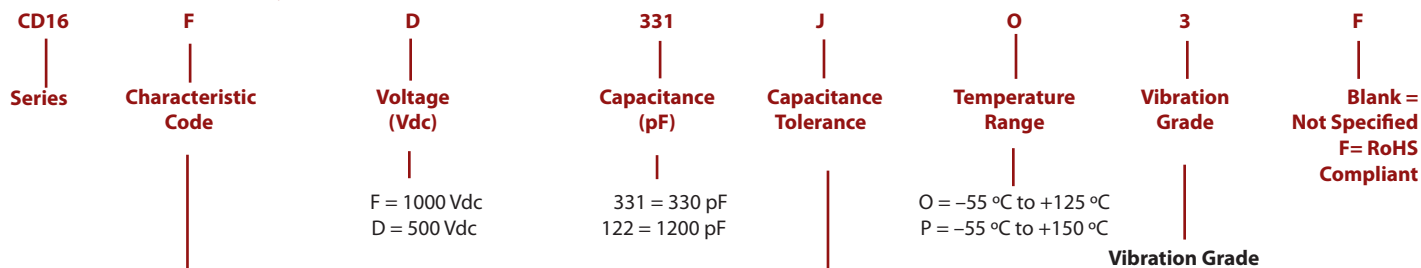 CD16 F D 331 J O 3 F
Series
Characteristic
Code
Voltage
(Vdc)
Capacitance
(pF)
Capacitance
Tolerance
Temperature
Range
Vibration
Grade
Blank =
Not Specified
F= RoHS
Compliant
F = 1000 Vdc
D = 500 Vdc
331 = 330 pF
122 = 1200 pF
O = –55 ºC to +125 ºC
P = –55 ºC to +150 ºC
Vibration Grade